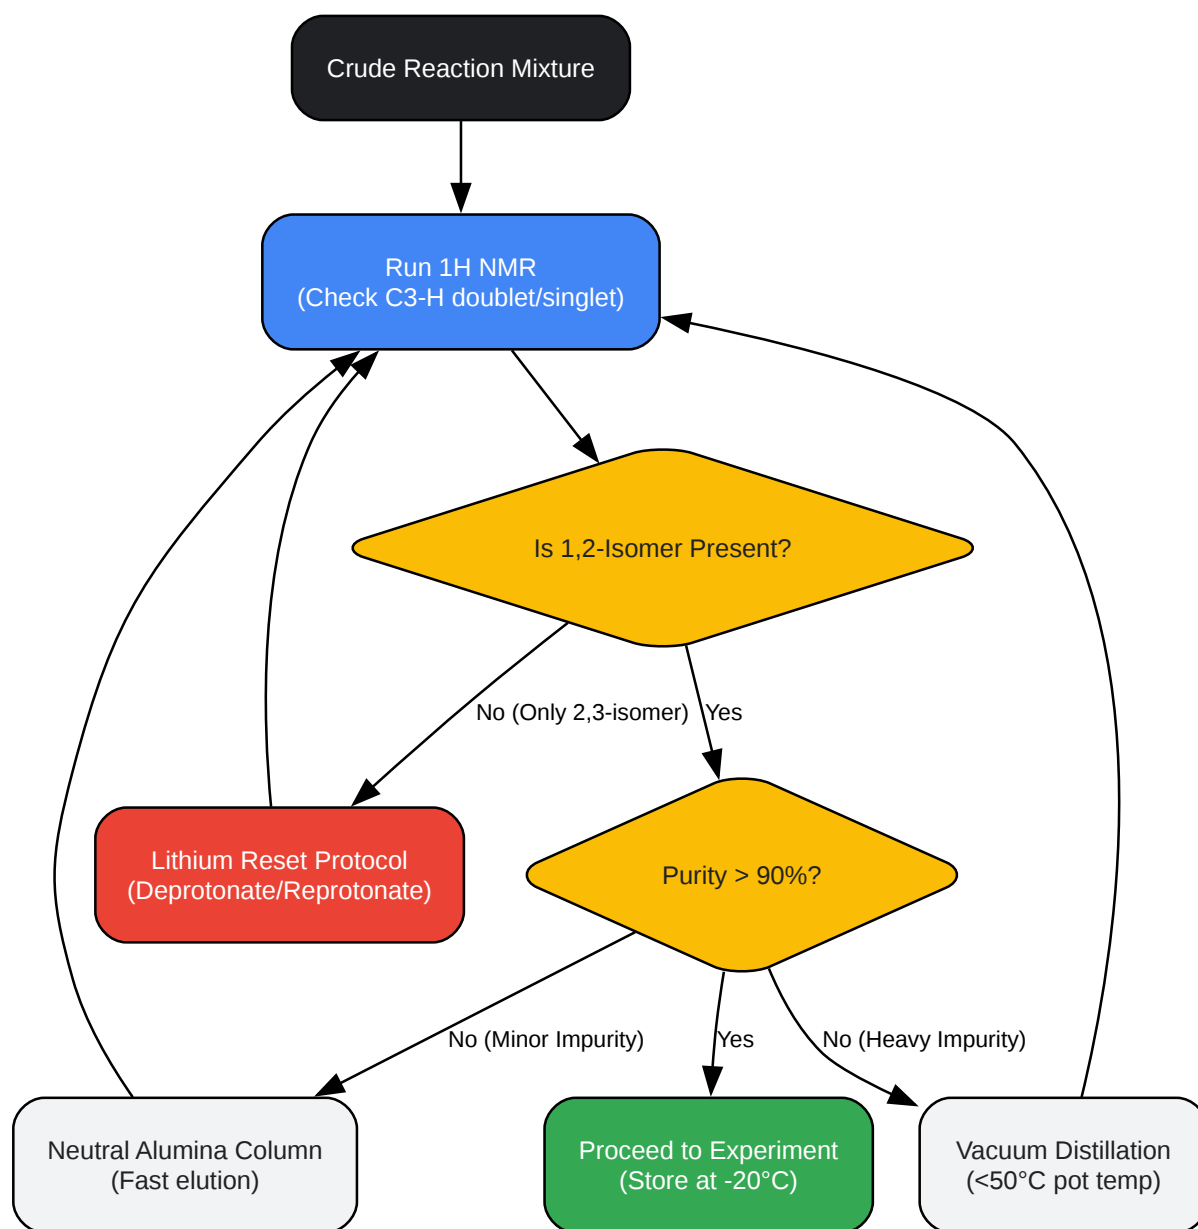 Crude Reaction Mixture
Run 1H NMR
(Check C3-H doublet/singlet)
Is 1,2-Isomer Present?
No (Only 2,3-isomer)
Yes
Lithium Reset Protocol
(Deprotonate/Reprotonate)
Purity > 90%?
No (Minor Impurity)
Yes
No (Heavy Impurity)
Neutral Alumina Column
(Fast elution)
Proceed to Experiment
(Store at -20°C)
Vacuum Distillation
(<50°C pot temp)